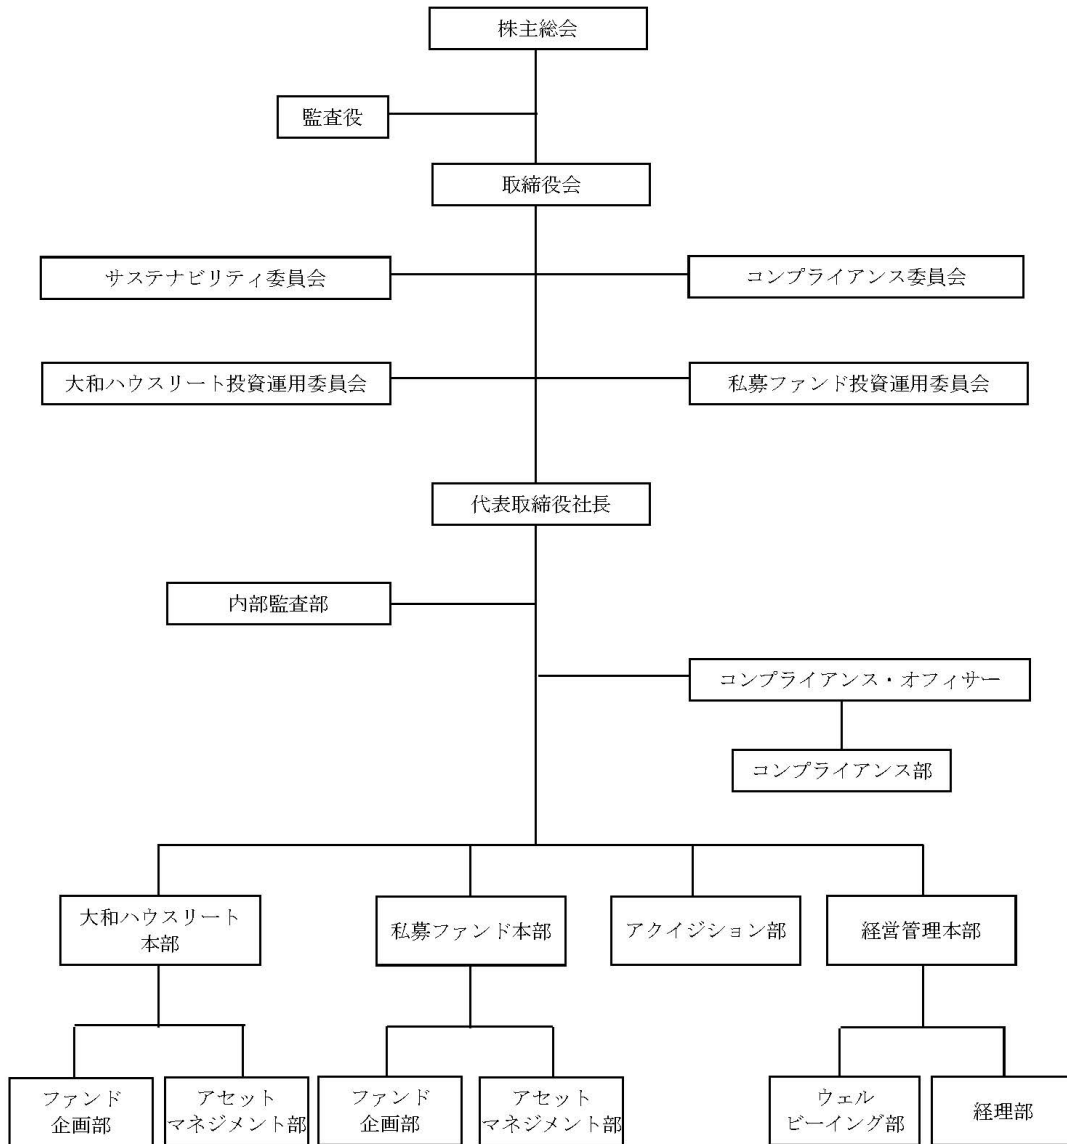 株主総会
監査役
取締役会
サステナビリティ委員会
コンプライアンス委員会
大和ハウスリート投資運用委員会
私募ファンド投資運用委員会
代表取締役社長
内部監査部
コンプライアンス・オフィサー
コンプライアンス部
大和ハウスリート
本部
私募ファンド本部
アクイジション部
経営管理本部
ファンド
企画部
アセット
マネジメント部
ファンド
企画部
アセット
マネジメント部
ウェル
ビーイング部
経理部